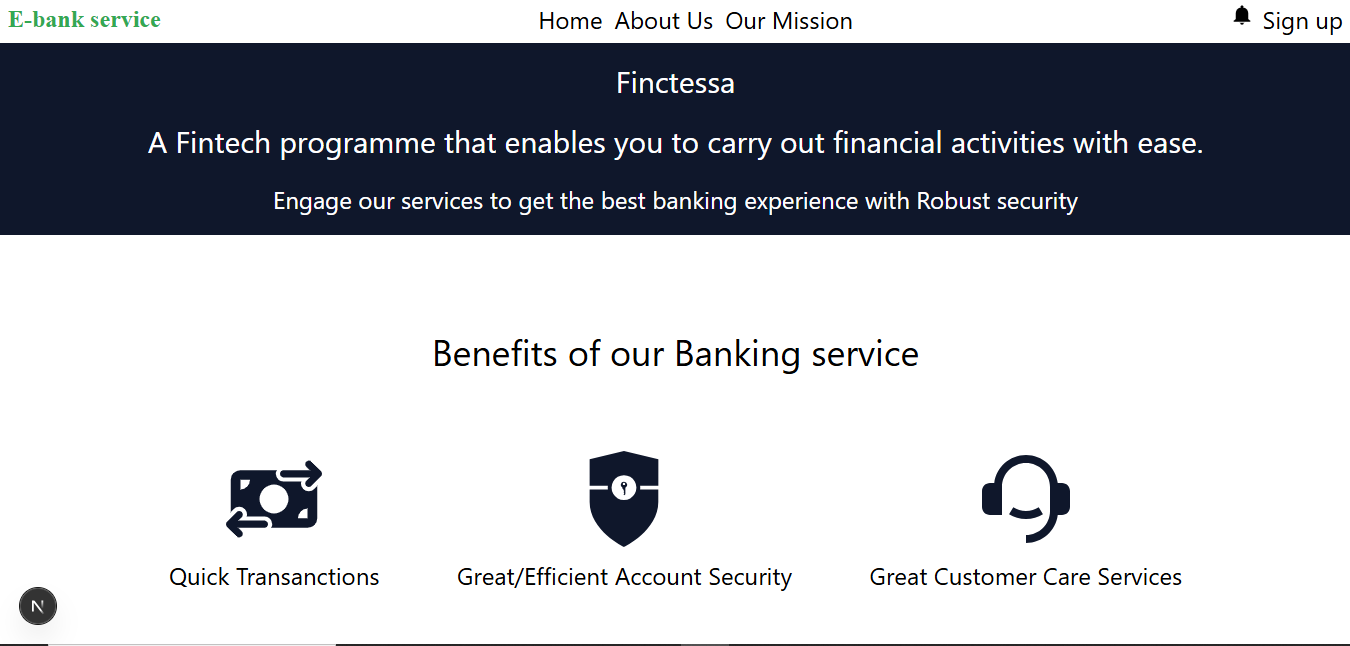 E-bank service Home About Us Our Mission Sign up
Finctessa
A Fintech programme that enables you to carry out financial activities with ease.
Engage our services to get the best banking experience with Robust security
Benefits of our Banking service
Quick Transanctions Great/Efficient Account Security Great Customer Care Services
N